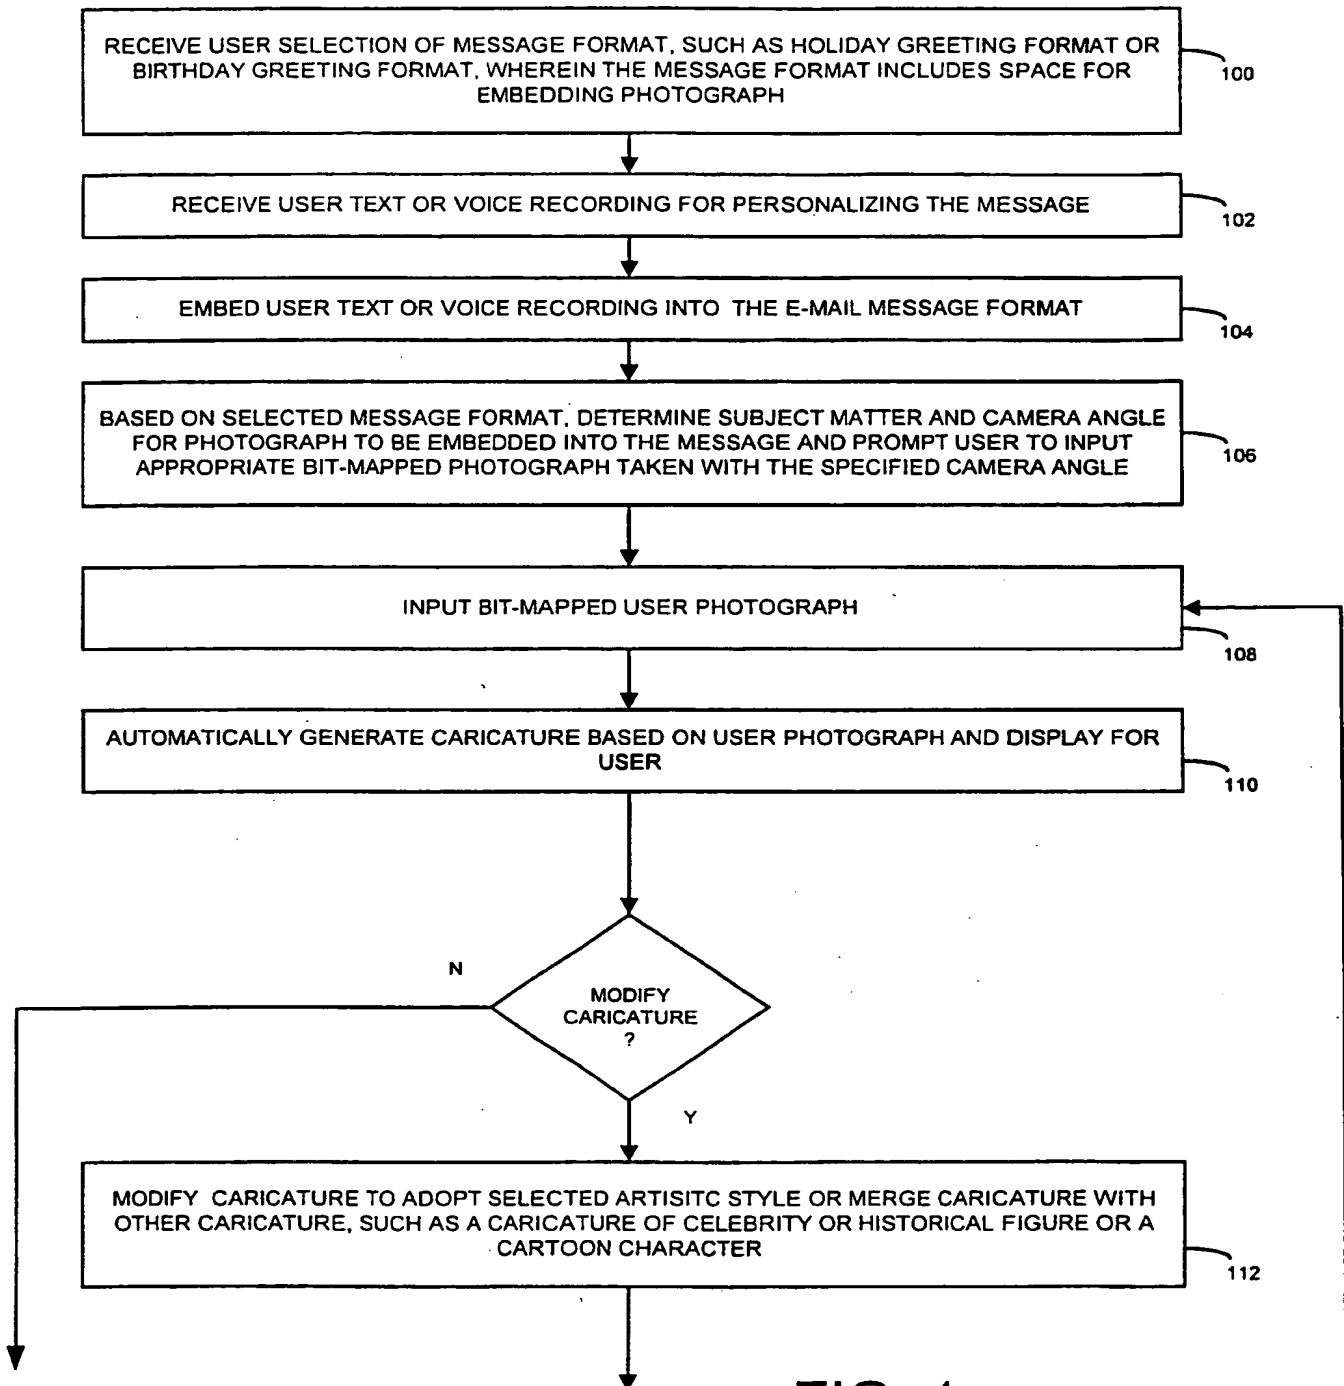 RECEIVE USER SELECTION OF MESSAGE FORMAT, SUCH AS HOLIDAY GREETING FORMAT OR
BIRTHDAY GREETING FORMAT, WHEREIN THE MESSAGE FORMAT INCLUDES SPACE FOR
EMBEDDING PHOTOGRAPH
100
RECEIVE USER TEXT OR VOICE RECORDING FOR PERSONALIZING THE MESSAGE
102
EMBED USER TEXT OR VOICE RECORDING INTO THE E-MAIL MESSAGE FORMAT
104
BASED ON SELECTED MESSAGE FORMAT, DETERMINE SUBJECT MATTER AND CAMERA ANGLE
FOR PHOTOGRAPH TO BE EMBEDDED INTO THE MESSAGE AND PROMPT USER TO INPUT
APPROPRIATE BIT-MAPPED PHOTOGRAPH TAKEN WITH THE SPECIFIED CAMERA ANGLE
106
INPUT BIT-MAPPED USER PHOTOGRAPH
108
AUTOMATICALLY GENERATE CARICATURE BASED ON USER PHOTOGRAPH AND DISPLAY FOR
USER
110
N
MODIFY
CARICATURE
?
Y
MODIFY CARICATURE TO ADOPT SELECTED ARTISITC STYLE OR MERGE CARICATURE WITH
OTHER CARICATURE, SUCH AS A CARICATURE OF CELEBRITY OR HISTORICAL FIGURE OR A
CARTOON CHARACTER
112